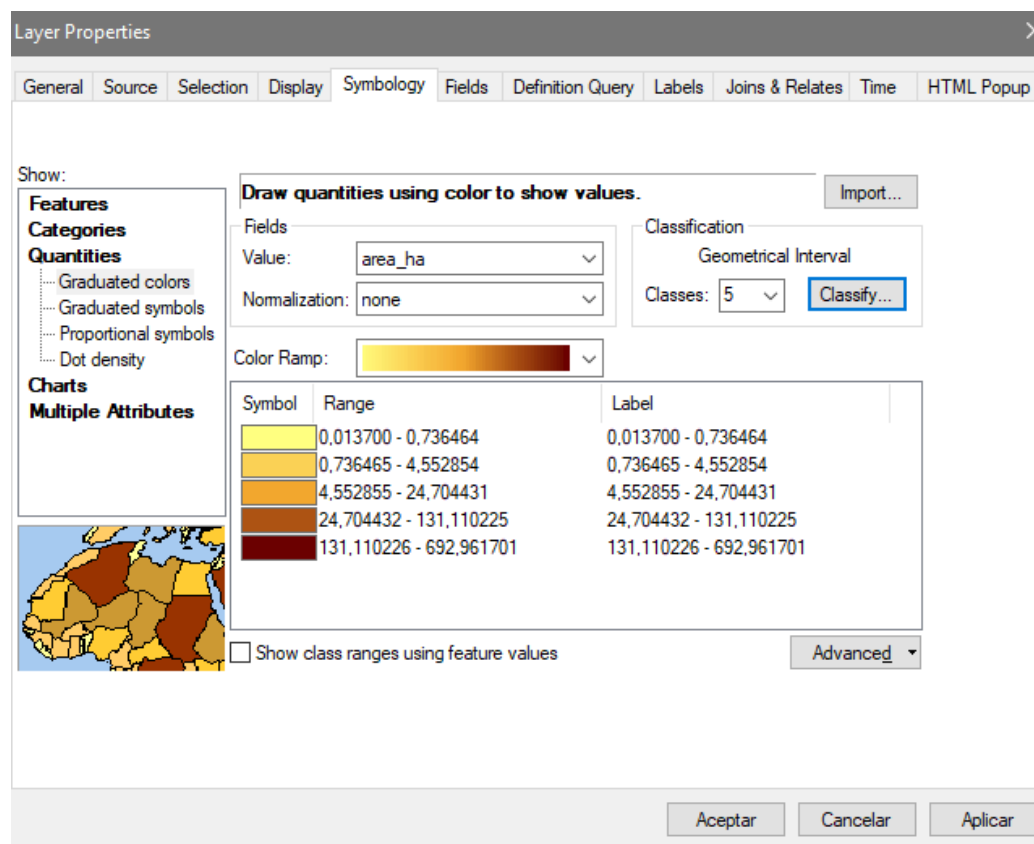 Layer Properties
General Source Selection Display Symbology Fields Definition Query Labels Joins & Relates Time HTML Popup
Show:
Features
Categories
Quantities
Graduated colors
Graduated symbols
Proportional symbols
Dot density
Charts
Multiple Attributes
Draw quantities using color to show values.
Import...
Fields
Value: area_ha
Normalization: none
Classification
Geometrical Interval
Classes: 5 Classify...
Color Ramp:
Symbol Range Label
0,013700 - 0,736464 0,013700 - 0,736464
0,736465 - 4,552854 0,736465 - 4,552854
4,552855 - 24,704431 4,552855 - 24,704431
24,704432 - 131,110225 24,704432 - 131,110225
131,110226 - 692,961701 131,110226 - 692,961701
Show class ranges using feature values
Advanced
Aceptar Cancelar Aplicar